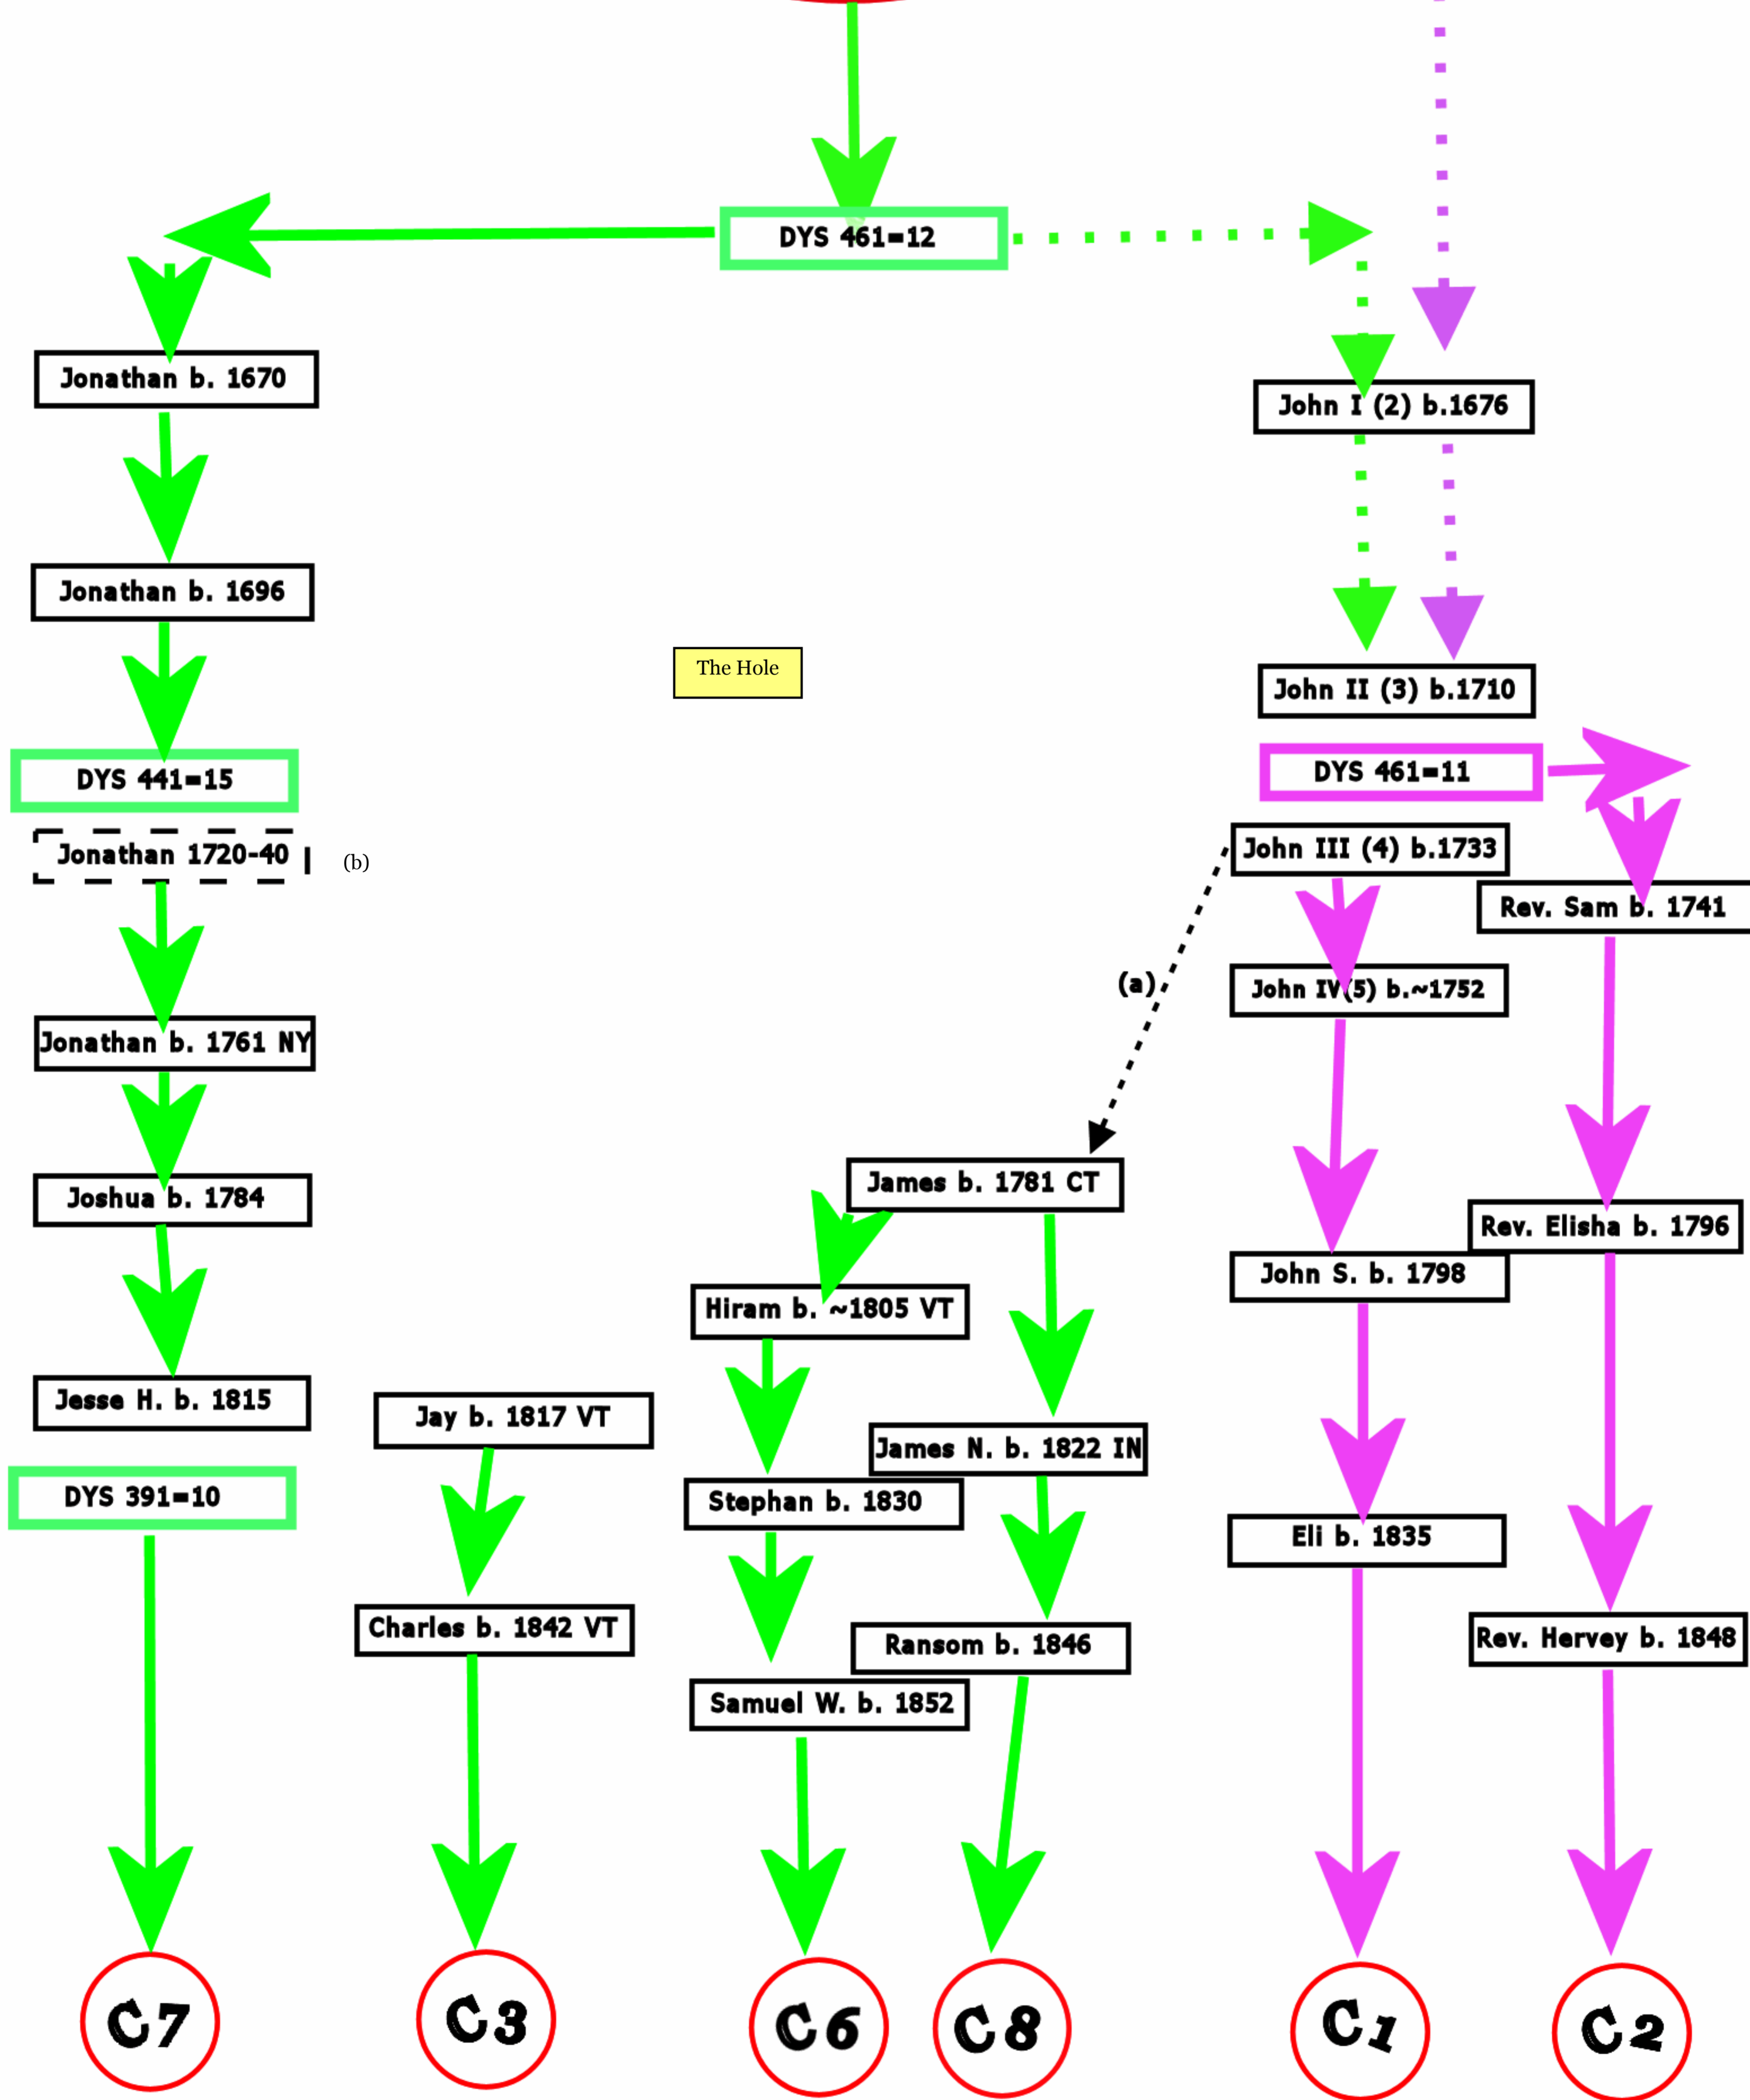 DYS 461=12
Jonathan b. 1670
John I (2) b.1676
Jonathan b. 1696
The Hole
John II (3) b.1710
DYS 441=15
DYS 461=11
Jonathan 1720-40
(b)
John III (4) b.1733
Rev. Sam b. 1741
(a)
John IV(5) b.~1752
Jonathan b. 1761 NY
James b. 1781 CT
Joshua b. 1784
Rev. Elisha b. 1796
John S. b. 1798
Hiram b. ~1805 VT
Jesse H. b. 1815
Jay b. 1817 VT
James N. b. 1822 IN
DYS 391=10
Stephan b. 1830
Eli b. 1835
Charles b. 1842 VT
Ransom b. 1846
Rev. Hervey b. 1848
Samuel W. b. 1852
C7
C3
C6
C8
C1
C2